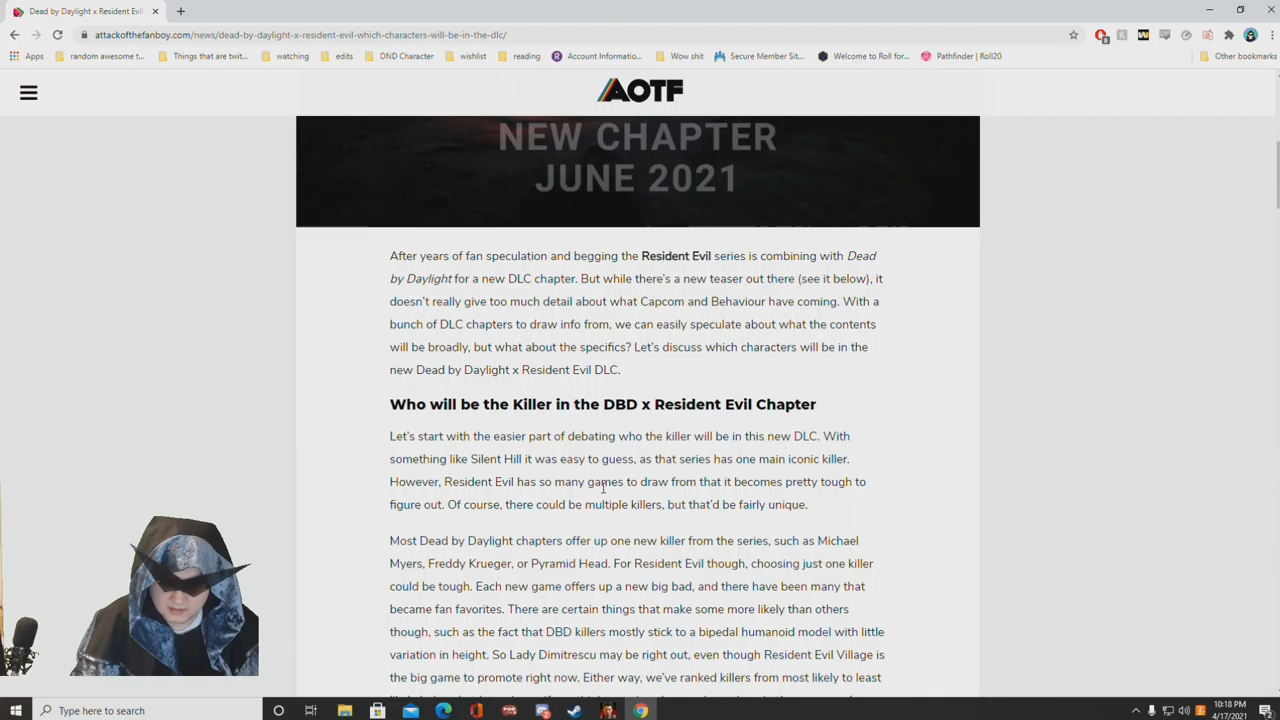 Dead by Daylight x Resident Evil
attackofthefanboy.com/news/dead-by-daylight-x-resident-evil-which-characters-will-be-in-the-dlc/
Apps random awesome t... Things that are twit... watching edits DND Character wishlist reading Account Informatio... Wow shit Secure Member Sit... Welcome to Roll for... Pathfinder | Roll20 Other bookmarks
AOTF
NEW CHAPTER
JUNE 2021
After years of fan speculation and begging the Resident Evil series is combining with Dead
by Daylight for a new DLC chapter. But while there's a new teaser out there (see it below), it
doesn't really give too much detail about what Capcom and Behaviour have coming. With a
bunch of DLC chapters to draw info from, we can easily speculate about what the contents
will be broadly, but what about the specifics? Let's discuss which characters will be in the
new Dead by Daylight x Resident Evil DLC.
Who will be the Killer in the DBD x Resident Evil Chapter
Let's start with the easier part of debating who the killer will be in this new DLC. With
something like Silent Hill it was easy to guess, as that series has one main iconic killer.
However, Resident Evil has so many games to draw from that it becomes pretty tough to
figure out. Of course, there could be multiple killers, but that'd be fairly unique.
Most Dead by Daylight chapters offer up one new killer from the series, such as Michael
Myers, Freddy Krueger, or Pyramid Head. For Resident Evil though, choosing just one killer
could be tough. Each new game offers up a new big bad, and there have been many that
became fan favorites. There are certain things that make some more likely than others
though, such as the fact that DBD killers mostly stick to a bipedal humanoid model with little
variation in height. So Lady Dimitrescu may be right out, even though Resident Evil Village is
the big game to promote right now. Either way, we've ranked killers from most likely to least
Type here to search
10:18 PM
4/17/2021